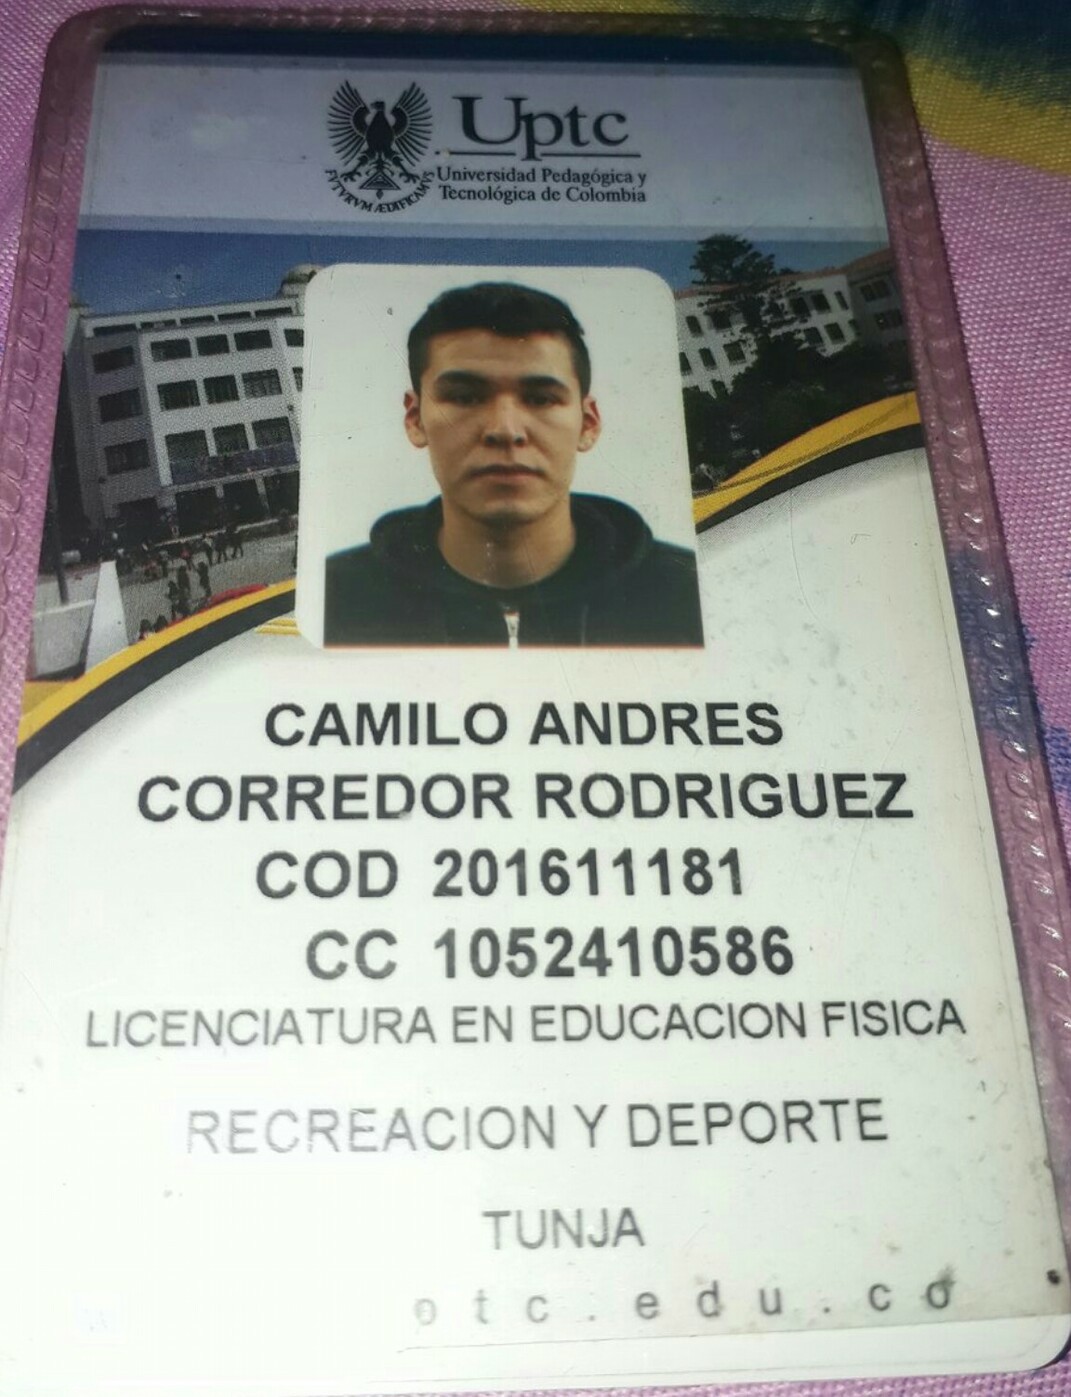 Uptc
Universidad Pedagógica y
Tecnológica de Colombia
FVTVRVM ÆDIFICAMVS
CAMILO ANDRES
CORREDOR RODRIGUEZ
COD 201611181
CC 1052410586
LICENCIATURA EN EDUCACION FISICA
RECREACION Y DEPORTE
TUNJA
ptc.edu.co